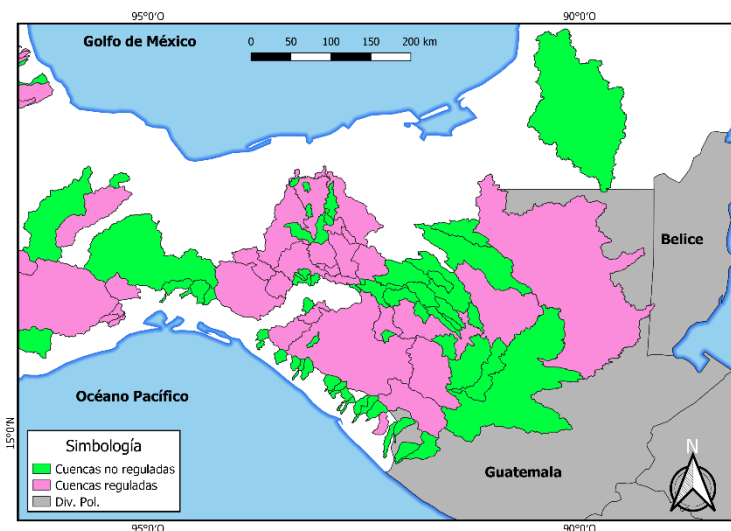 95°0'O
90°0'O
Golfo de México
0 50 100 150 200 km
Belice
Océano Pacífico
15°0'N
Guatemala
N
Simbología
Cuencas no reguladas
Cuencas reguladas
Div. Pol.
95°0'O
90°0'O